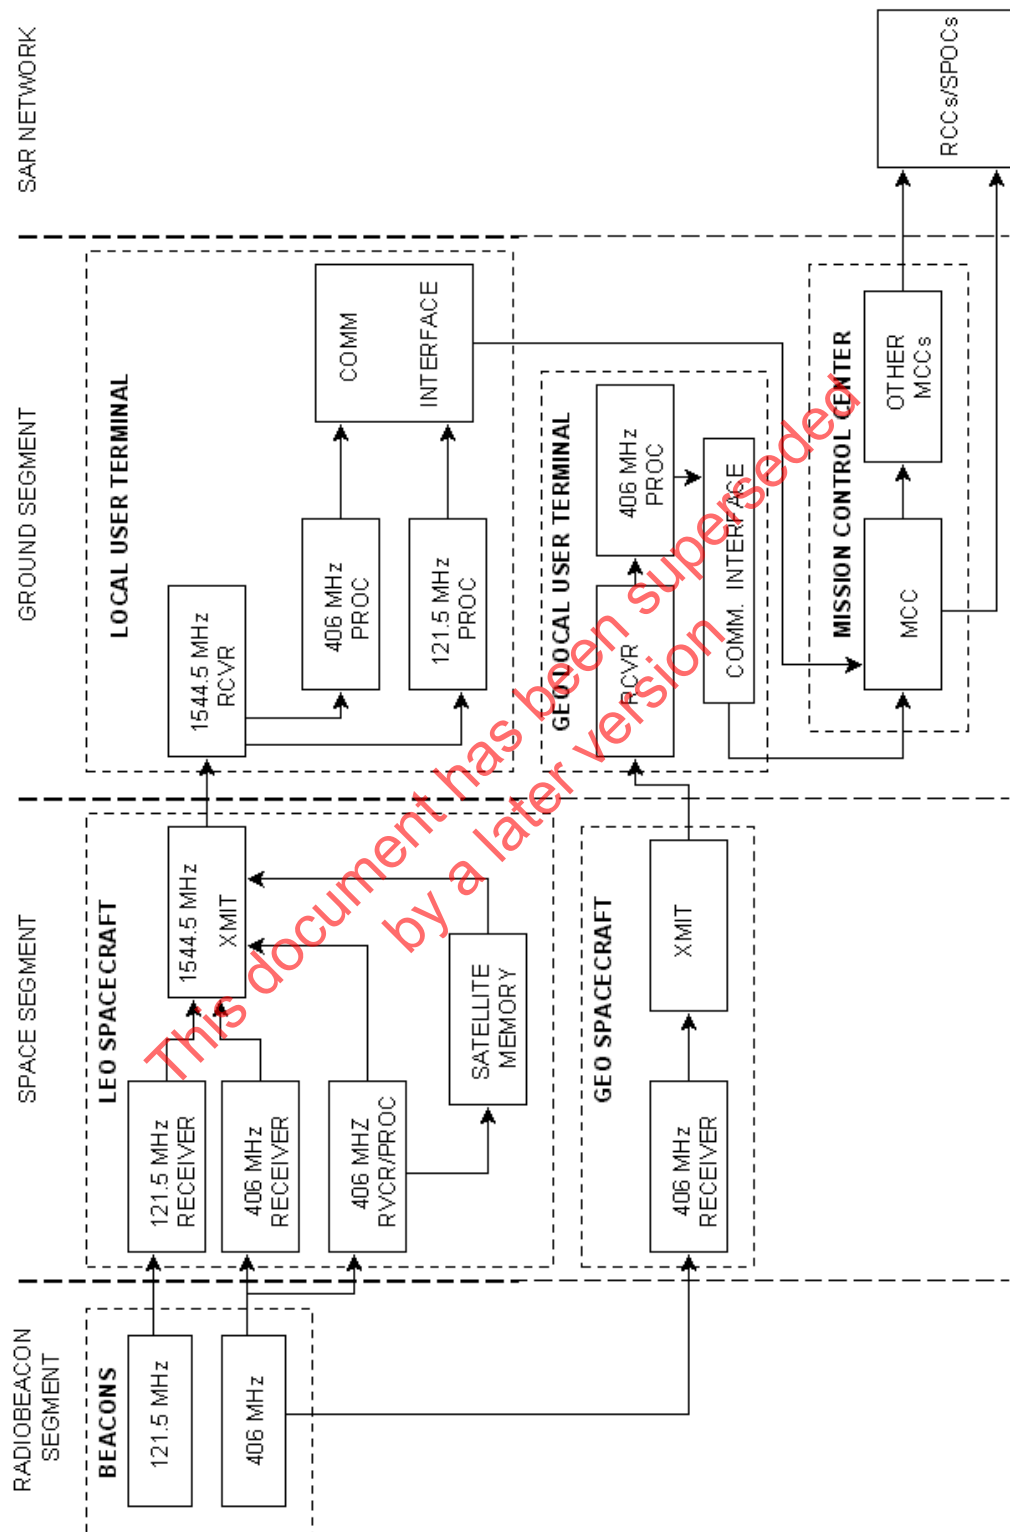 RADIOBEACON
SEGMENT
SPACE SEGMENT
GROUND SEGMENT
SAR NETWORK
BEACONS
121.5 MHz
406 MHz
LEO SPACECRAFT
121.5 MHz
RECEIVER
406 MHz
RECEIVER
406 MHZ
RVCR/PROC
1544.5 MHz
XMIT
SATELLITE
MEMORY
GEO SPACECRAFT
406 MHz
RECEIVER
XMIT
LOCAL USER TERMINAL
1544.5 MHz
RCVR
406 MHz
PROC
121.5 MHz
PROC
COMM
INTERFACE
GEO LOCAL USER TERMINAL
RCVR
406 MHz
PROC
COMM. INTERFACE
MISSION CONTROL CENTER
MCC
OTHER
MCCs
RCCs/SPOCs
This document has been superseded
by a later version